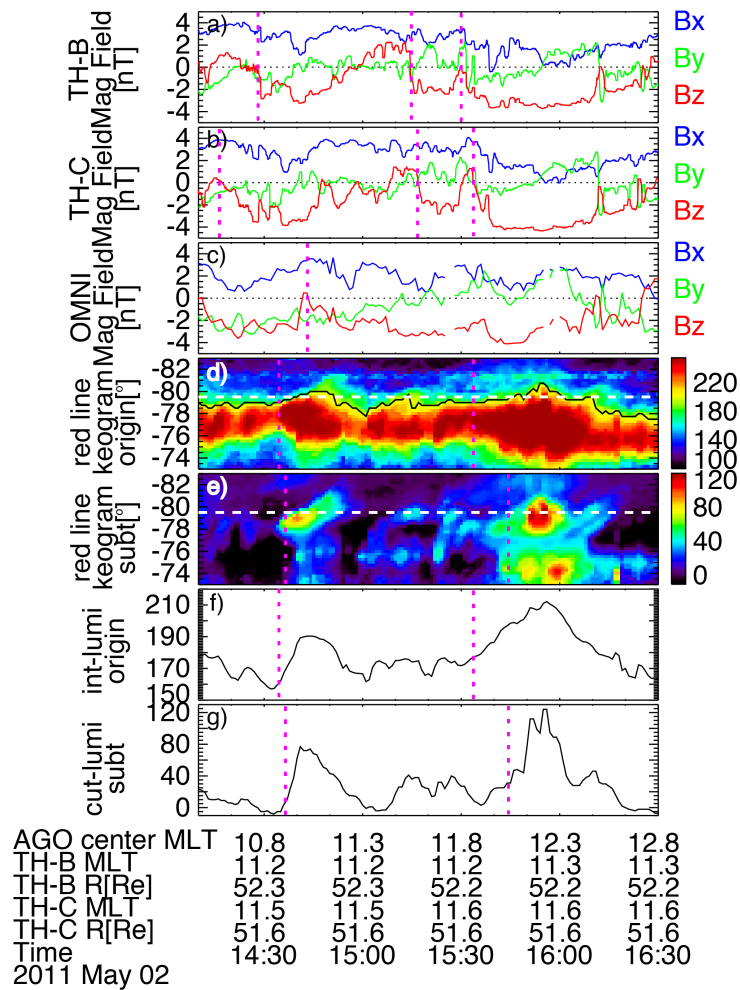 a)
TH-B
Mag Field
[nT]
4
2
0
-2
-4
Bx
By
Bz
b)
TH-C
Mag Field
[nT]
4
2
0
-2
-4
Bx
By
Bz
c)
OMNI
Mag Field
[nT]
4
2
0
-2
-4
Bx
By
Bz
d)
red line
keogram
origin[°]
-82
-80
-78
-76
-74
220
180
140
100
e)
red line
keogram
subt[°]
-82
-80
-78
-76
-74
120
80
40
0
f)
int-lumi
origin
210
190
170
150
g)
cut-lumi
subt
120
80
40
0
AGO center MLT 10.8 11.3 11.8 12.3 12.8
TH-B MLT 11.2 11.2 11.2 11.3 11.3
TH-B R[Re] 52.3 52.3 52.2 52.2 52.2
TH-C MLT 11.5 11.5 11.6 11.6 11.6
TH-C R[Re] 51.6 51.6 51.6 51.6 51.6
Time 14:30 15:00 15:30 16:00 16:30
2011 May 02